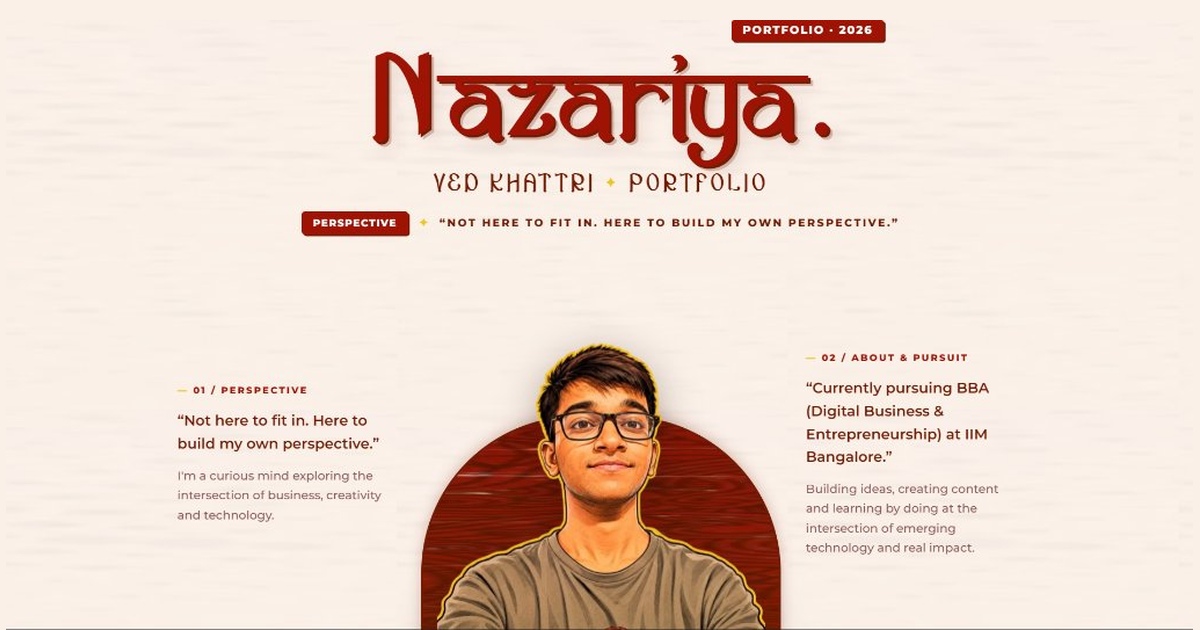 PORTFOLIO · 2026
Nazariya.
VED KHATTRI ✦ PORTFOLIO
PERSPECTIVE ✦ “NOT HERE TO FIT IN. HERE TO BUILD MY OWN PERSPECTIVE.”
— 01 / PERSPECTIVE
“Not here to fit in. Here to
build my own perspective.”
I'm a curious mind exploring the
intersection of business, creativity
and technology.
— 02 / ABOUT & PURSUIT
“Currently pursuing BBA
(Digital Business &
Entrepreneurship) at IIM
Bangalore.”
Building ideas, creating content
and learning by doing at the
intersection of emerging
technology and real impact.